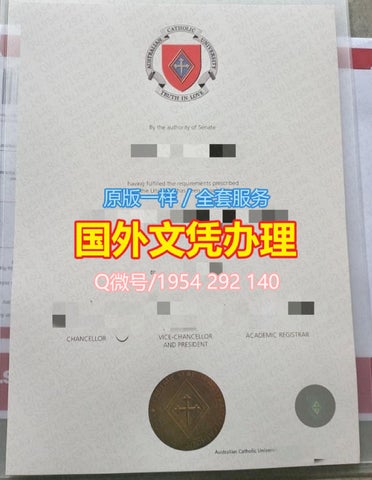 AUSTRALIAN CATHOLIC UNIVERSITY
TRUTH IN LOVE
By the authority of Senate
having fulfilled the requirements prescribed
原版一样 / 全套服务
国外文凭办理
Q微号/1954 292 140
CHANCELLOR
VICE-CHANCELLOR
AND PRESIDENT
ACADEMIC REGISTRAR
Australian Catholic